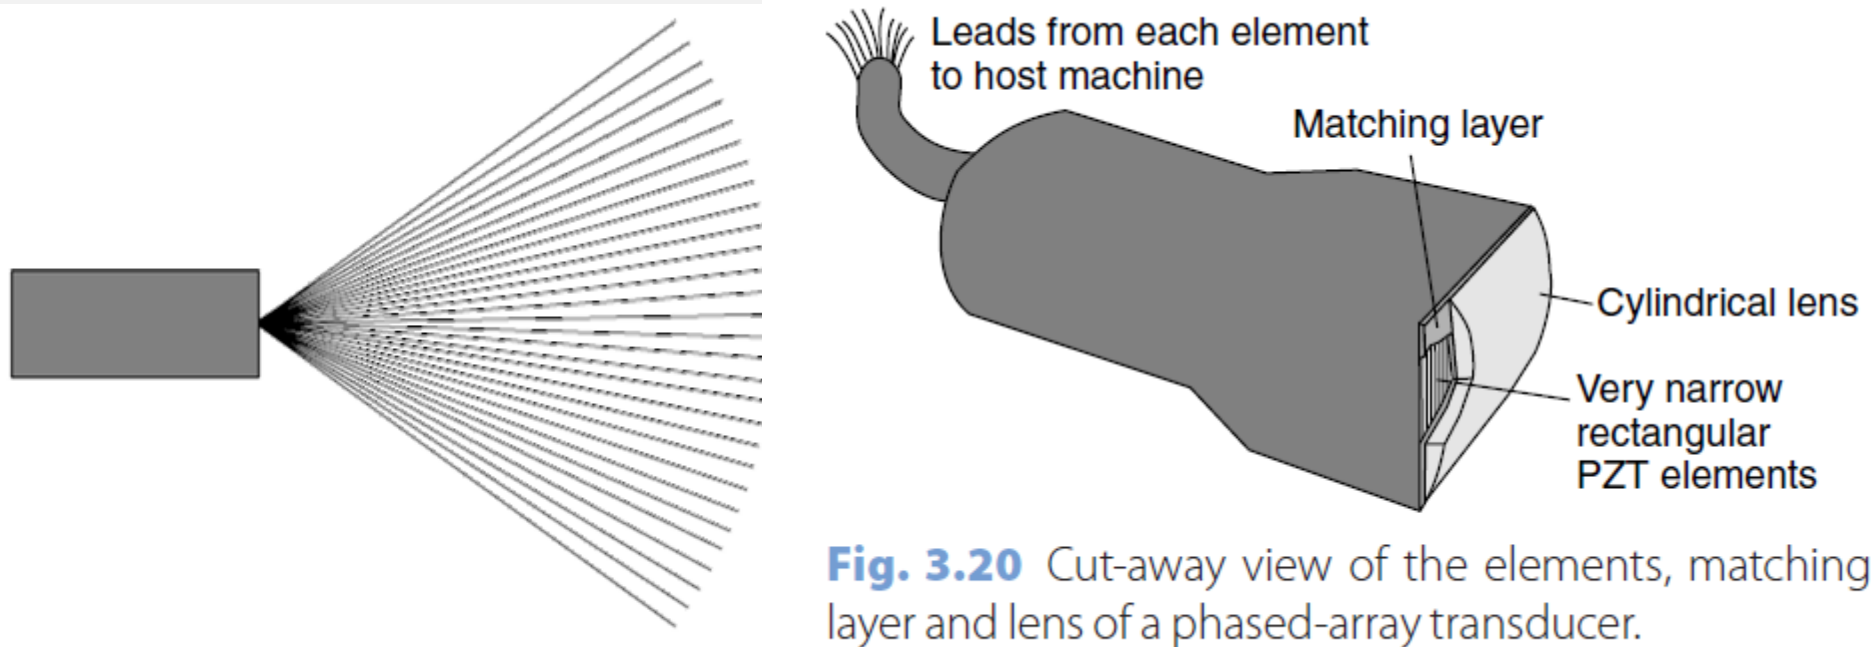 Leads from each element
to host machine
Matching layer
Cylindrical lens
Very narrow
rectangular
PZT elements
Fig. 3.20 Cut-away view of the elements, matching
layer and lens of a phased-array transducer.